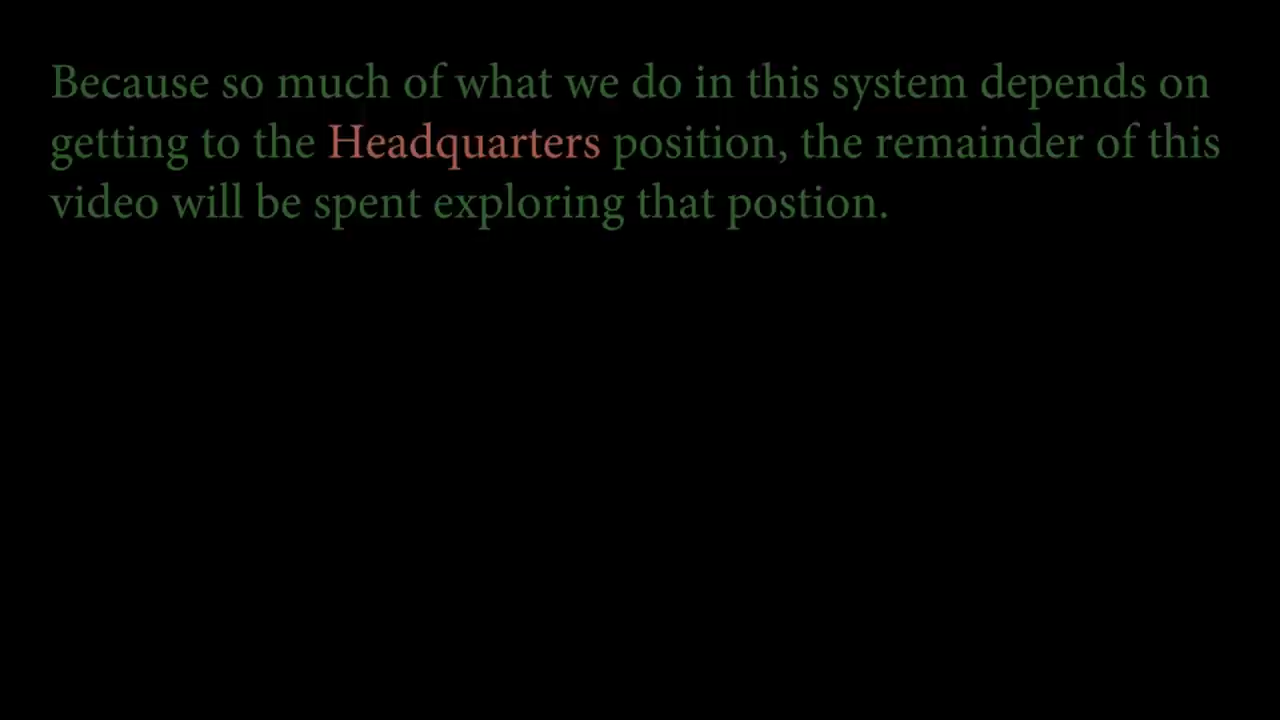 Because so much of what we do in this system depends on
getting to the Headquarters position, the remainder of this
video will be spent exploring that postion.